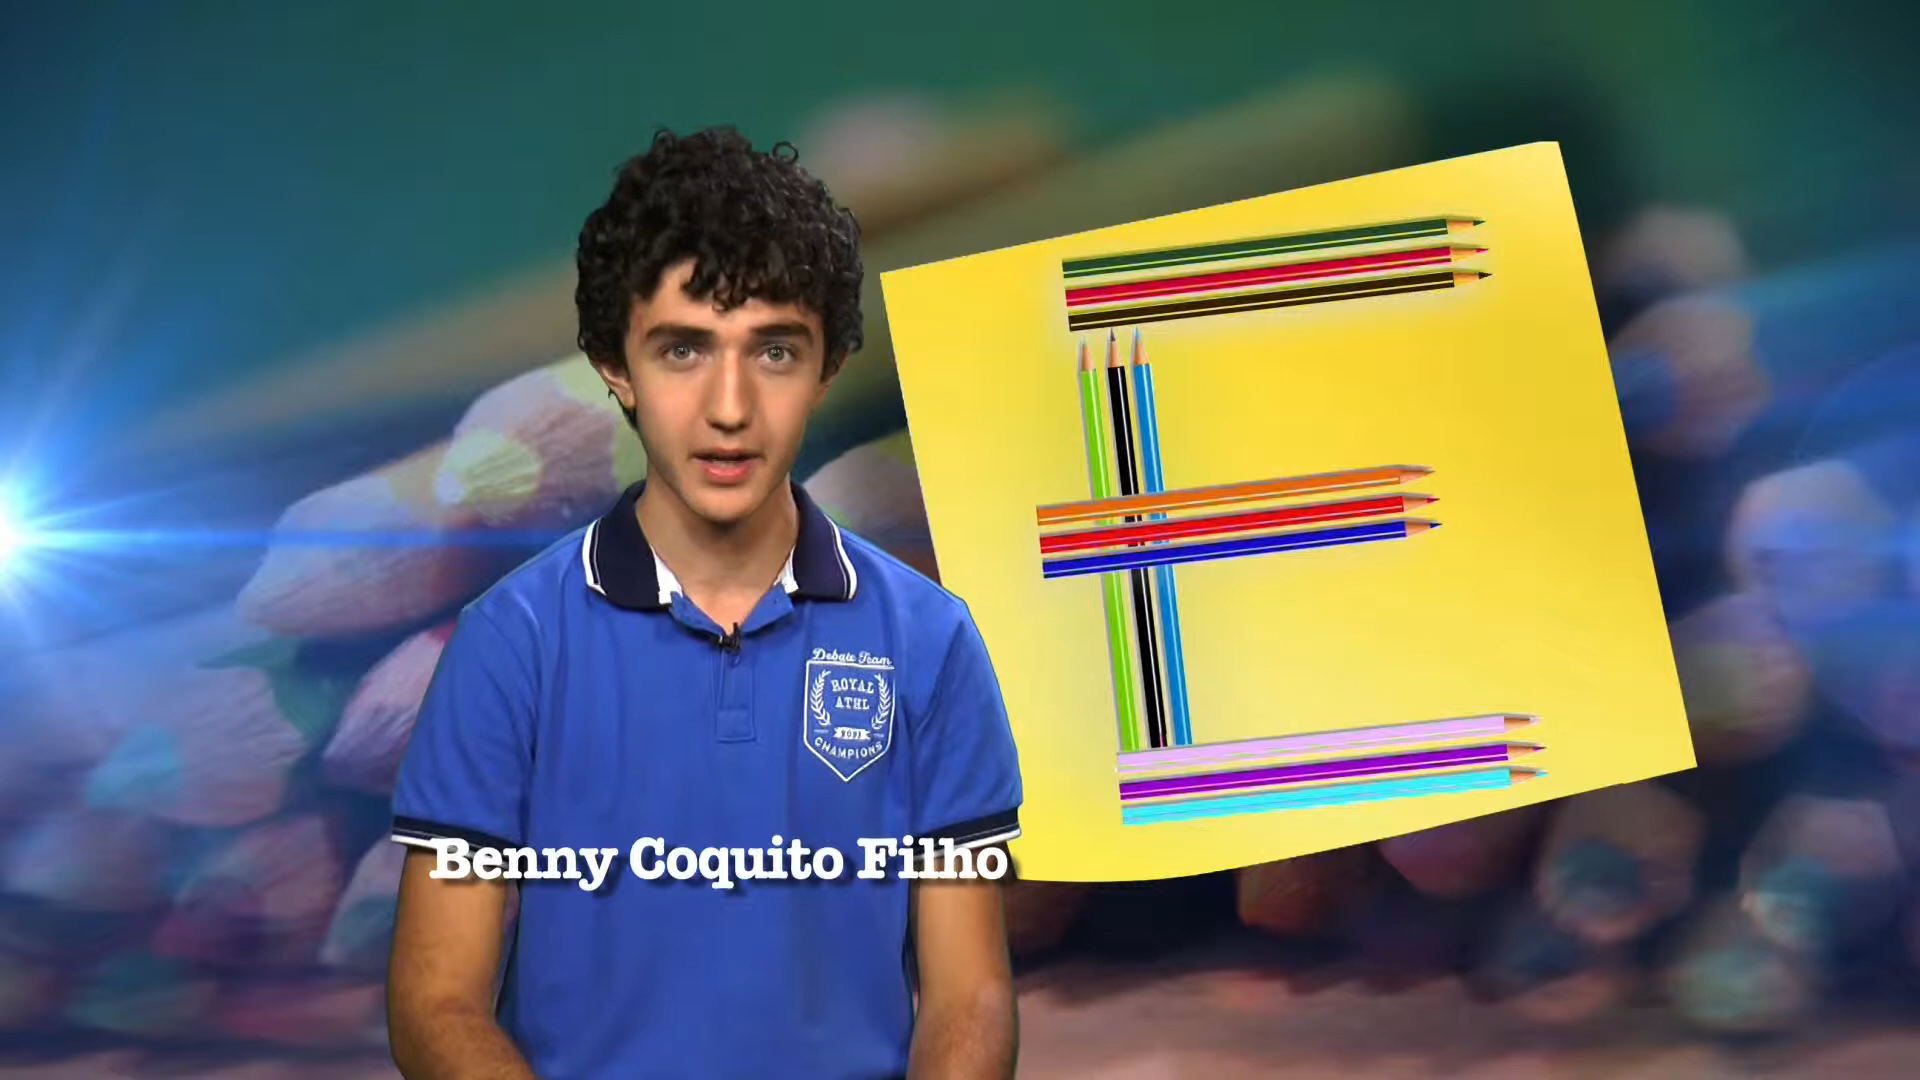 Debate Team
ROYAL
ATHL
CHAMPIONS
E
Benny Coquito Filho